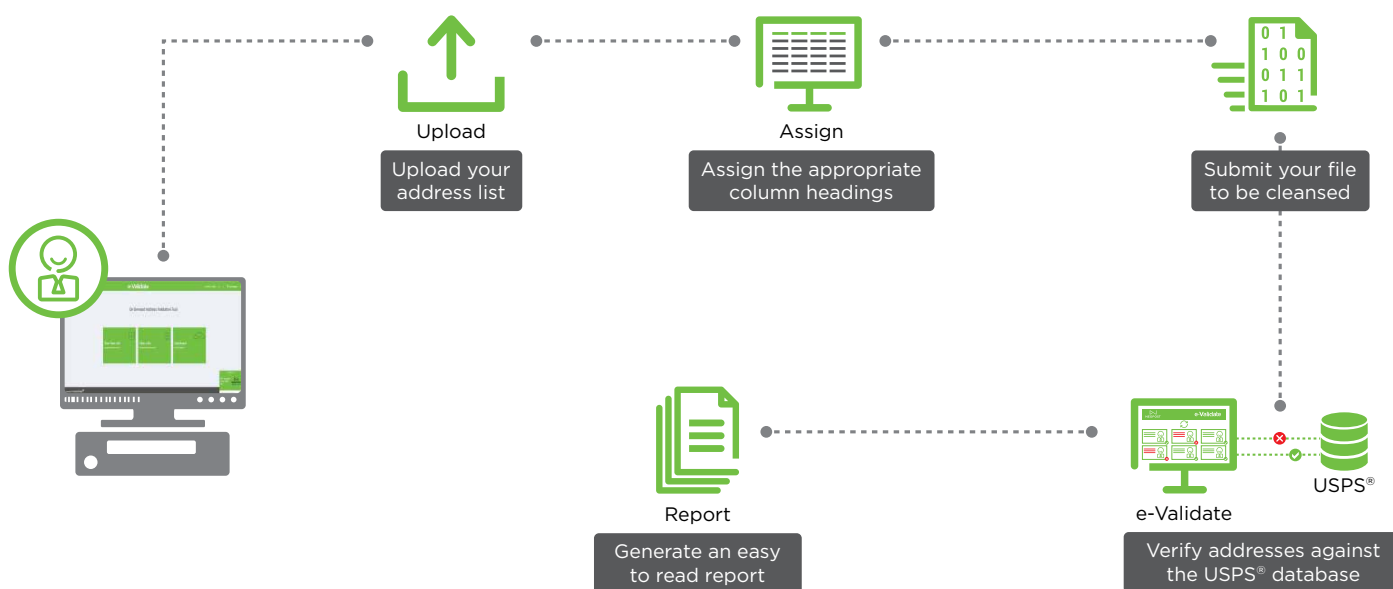 Upload
Upload your
address list
Assign
Assign the appropriate
column headings
0 1
1 0 0
0 1 1
1 0 1
Submit your file
to be cleansed
e-Validate
e-Validate
USPS®
e-Validate
Verify addresses against
the USPS® database
Report
Generate an easy
to read report